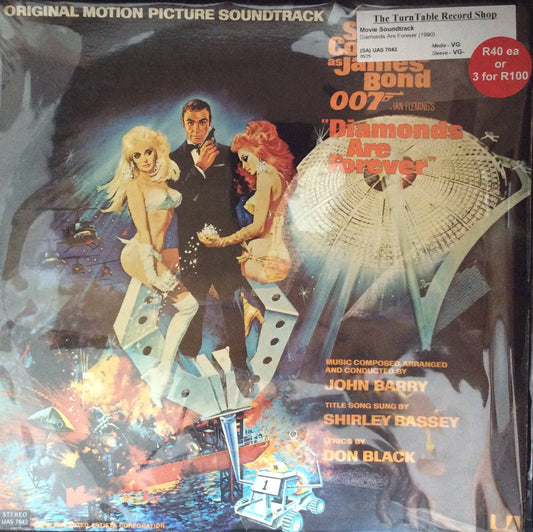 ORIGINAL MOTION PICTURE SOUNDTRACK
The TurnTable Record Shop
Movie Soundtrack
Diamonds Are Forever (1990)
(SA) UAS 7043
Media - VG
Sleeve - VG-
R40 ea
or
3 for R100
as James
Bond
007
IAN FLEMING'S
"Diamonds
Are
Forever"
MUSIC COMPOSED, ARRANGED
AND CONDUCTED BY
JOHN BARRY
TITLE SONG SUNG BY
SHIRLEY BASSEY
LYRICS BY
DON BLACK
1
STEREO
UAS 7043
ARTISTS CORPORATION
UA